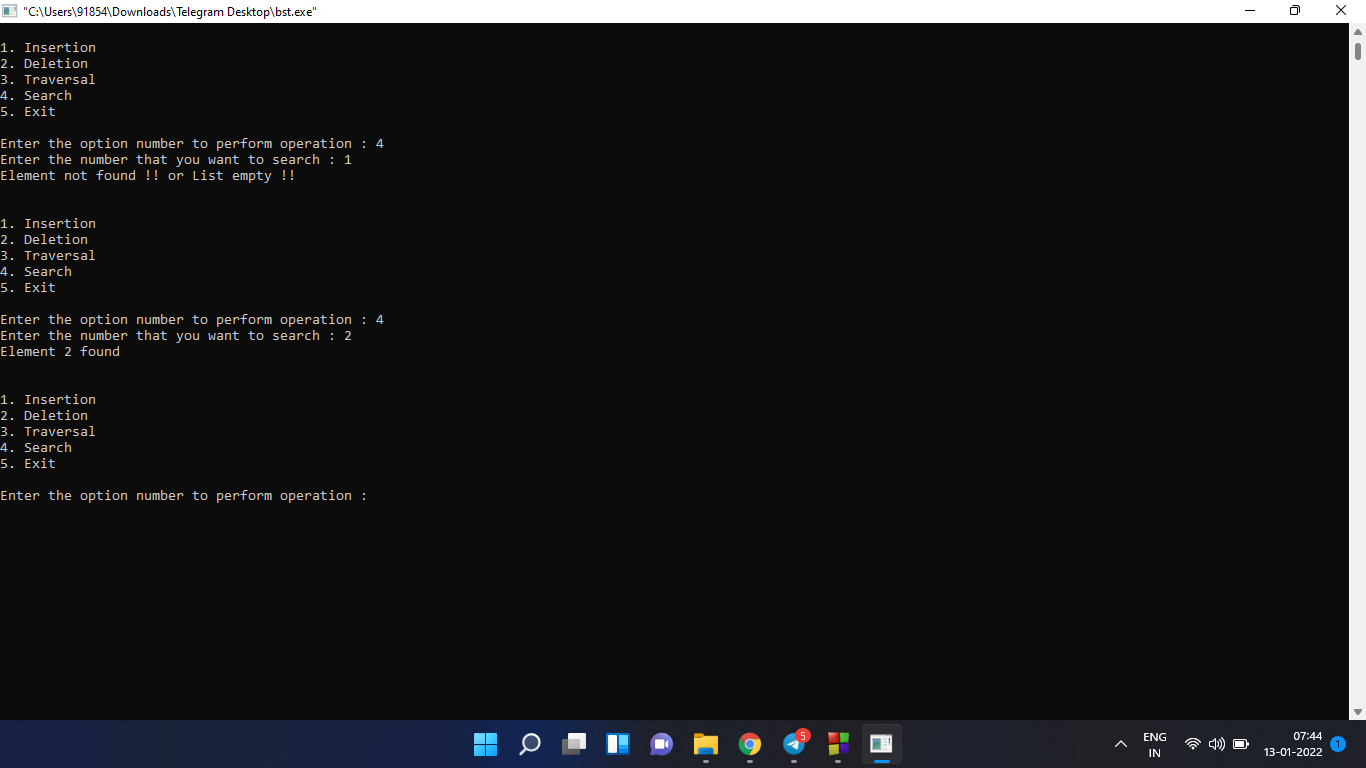 "C:\Users\91854\Downloads\Telegram Desktop\bst.exe"
1. Insertion
2. Deletion
3. Traversal
4. Search
5. Exit
Enter the option number to perform operation : 4
Enter the number that you want to search : 1
Element not found !! or List empty !!
1. Insertion
2. Deletion
3. Traversal
4. Search
5. Exit
Enter the option number to perform operation : 4
Enter the number that you want to search : 2
Element 2 found
1. Insertion
2. Deletion
3. Traversal
4. Search
5. Exit
Enter the option number to perform operation :
5
ENG
IN
07:44
13-01-2022
1